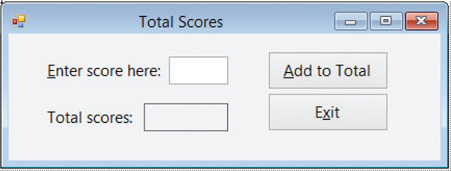 Total Scores
Enter score here:
Add to Total
Total scores:
Exit